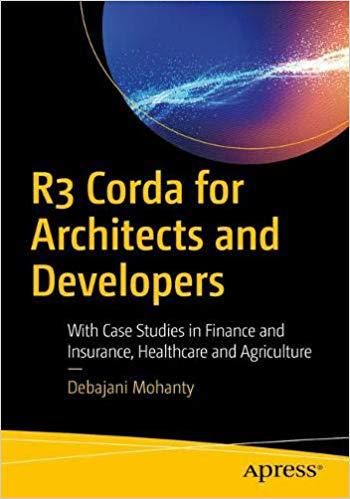 R3 Corda for
Architects and
Developers
With Case Studies in Finance and
Insurance, Healthcare and Agriculture
—
Debajani Mohanty
Apress®